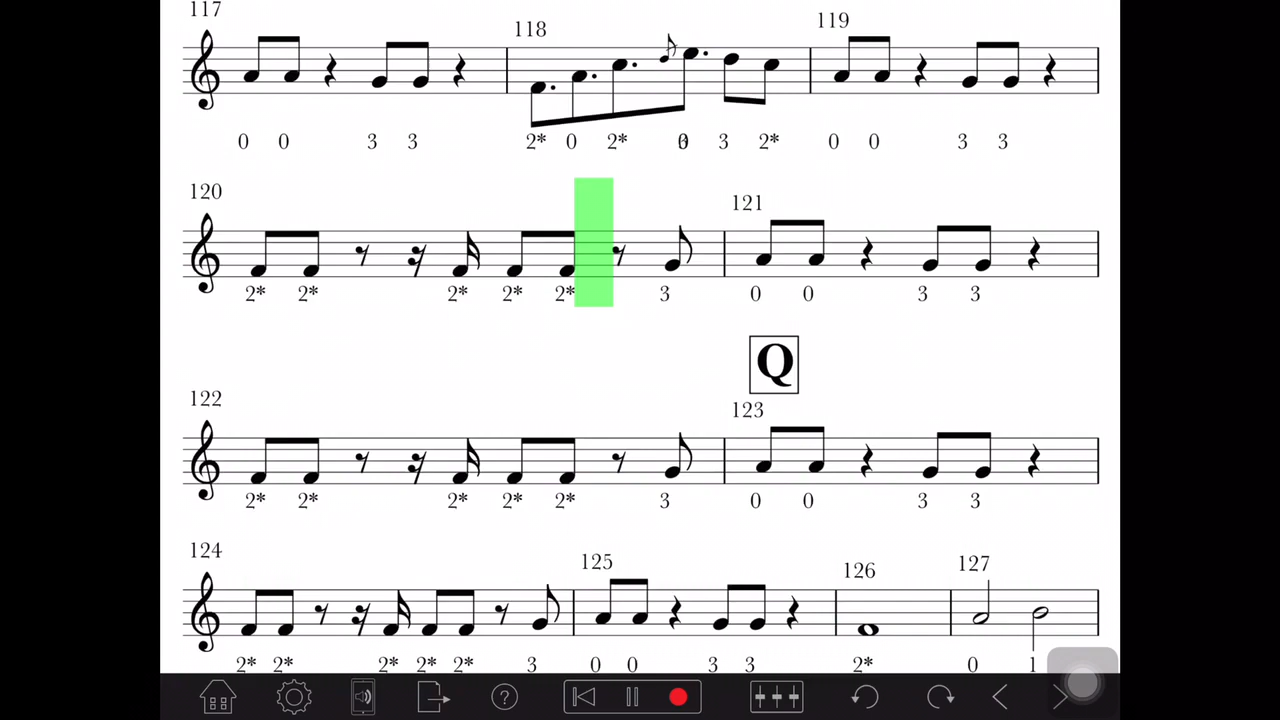 117 118 119
0 0 3 3 2* 0 2* 3 2* 0 0 3 3
120 121
2* 2* 2* 2* 2* 3 0 0 3 3
Q
122 123
2* 2* 2* 2* 2* 3 0 0 3 3
124 125 126 127
2* 2* 2* 2* 2* 3 0 0 3 3 2* 0 1
?